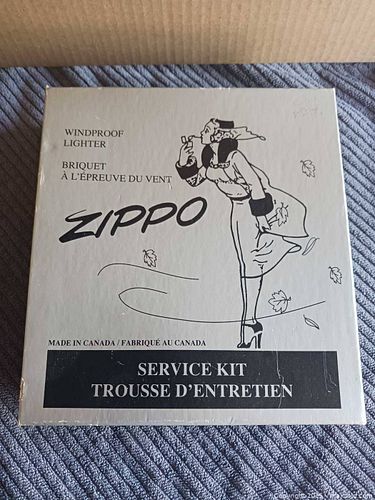 WINDPROOF
LIGHTER
BRIQUET
À L'ÉPREUVE DU VENT
ZIPPO
MADE IN CANADA / FABRIQUÉ AU CANADA
SERVICE KIT
TROUSSE D'ENTRETIEN